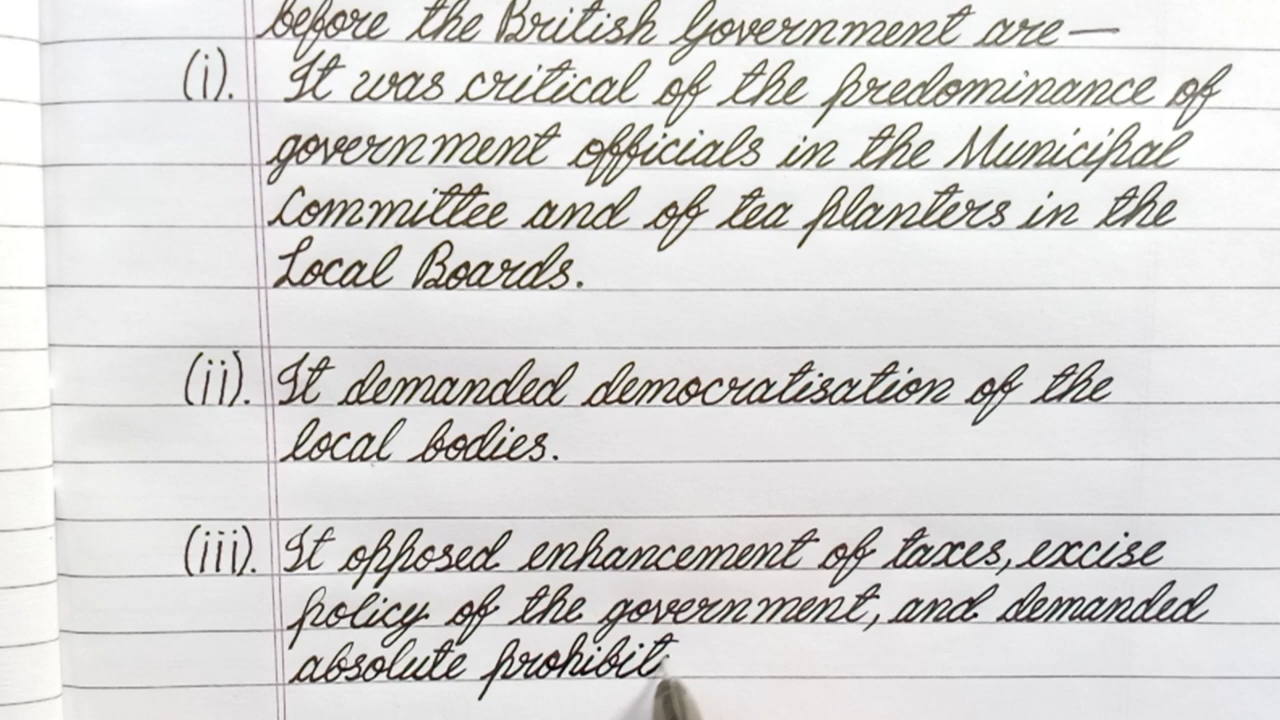 before the British Government are—
(i). It was critical of the predominance of
government officials in the Municipal
Committee and of tea planters in the
Local Boards.
(ii). It demanded democratisation of the
local bodies.
(iii). It opposed enhancement of taxes, excise
policy of the government, and demanded
absolute prohibit